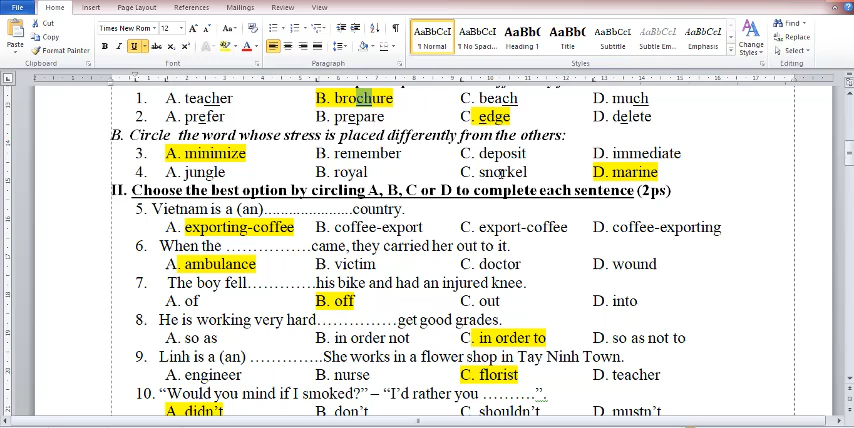 File Home Insert Page Layout References Mailings Review View
Cut
Copy
Format Painter
Paste
Clipboard
Times New Rom 12
Font
Paragraph
AaBbCcI AaBbCcI AaBb( AaBb( AaBbCcI AaBbCcI AaBbCcI
¶ Normal ¶ No Spaci... Heading 1 Title Subtitle Subtle Em... Emphasis
Change Styles
Styles
Find
Replace
Select
Editing
1. A. teacher B. brochure C. beach D. much
2. A. prefer B. prepare C. edge D. delete
B. Circle the word whose stress is placed differently from the others:
3. A. minimize B. remember C. deposit D. immediate
4. A. jungle B. royal C. snorkel D. marine
II. Choose the best option by circling A, B, C or D to complete each sentence (2ps)
5. Vietnam is a (an)......................country.
A. exporting-coffee B. coffee-export C. export-coffee D. coffee-exporting
6. When the …………….came, they carried her out to it.
A. ambulance B. victim C. doctor D. wound
7. The boy fell………….his bike and had an injured knee.
A. of B. off C. out D. into
8. He is working very hard……………get good grades.
A. so as B. in order not C. in order to D. so as not to
9. Linh is a (an) ………….She works in a flower shop in Tay Ninh Town.
A. engineer B. nurse C. florist D. teacher
10. “Would you mind if I smoked?” – “I’d rather you ……….”.
A. didn’t B. don’t C. shouldn’t D. mustn’t